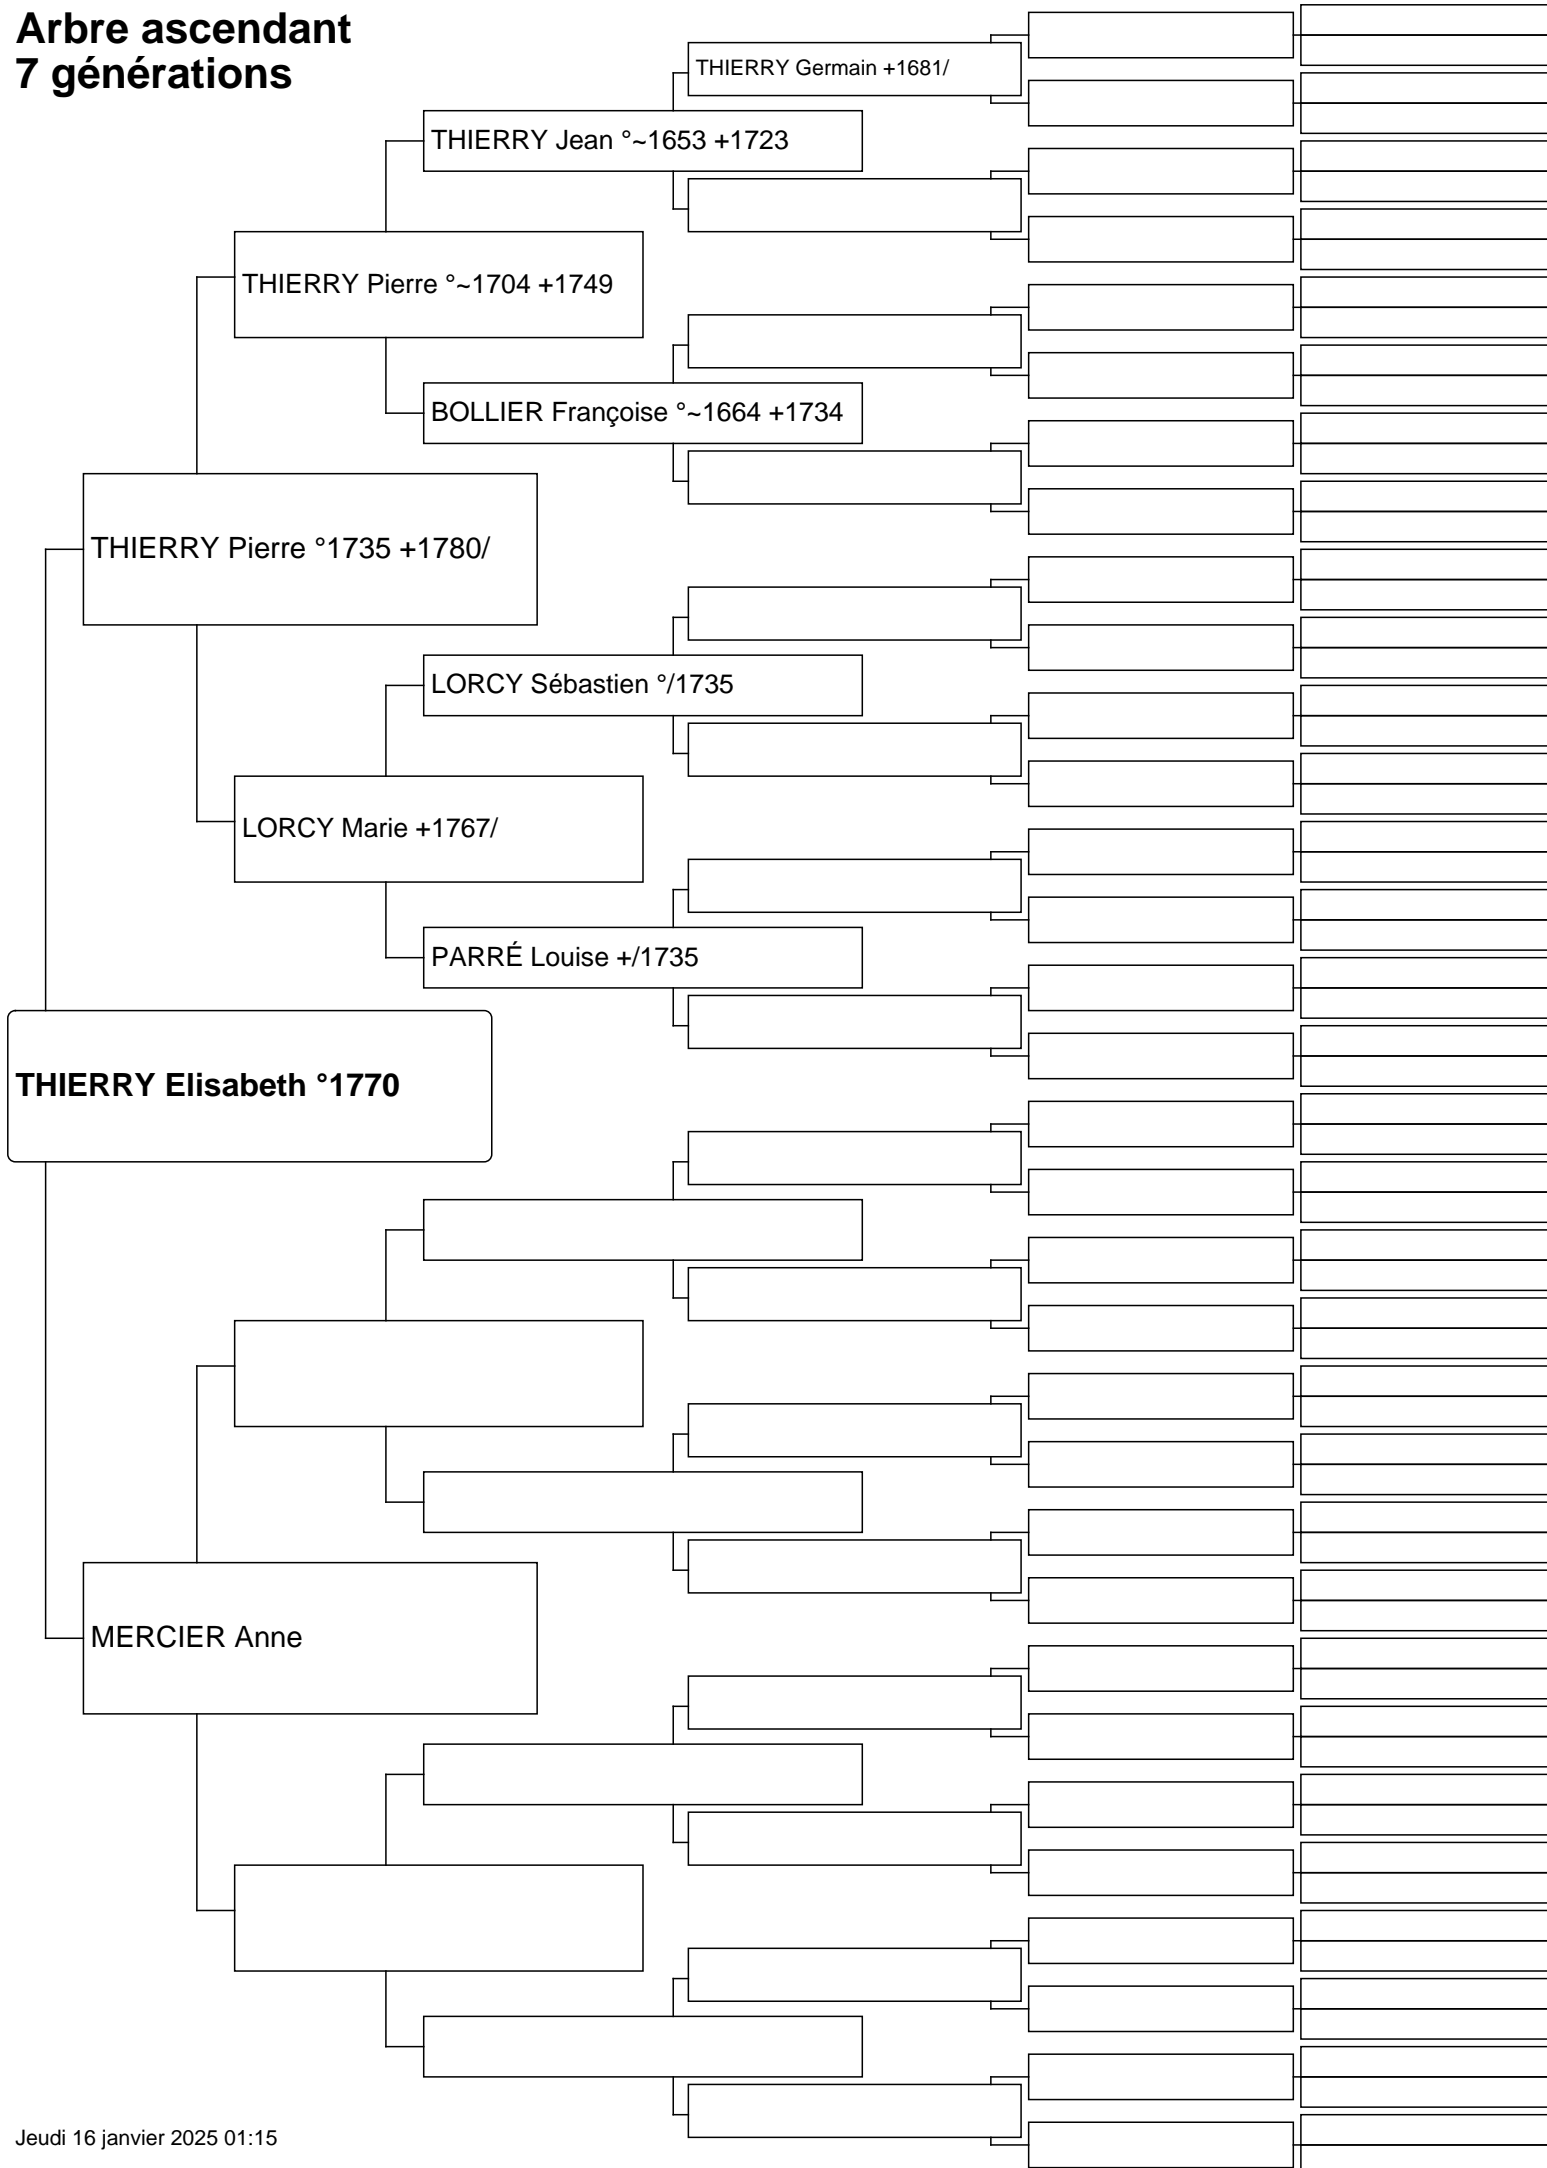 Arbre ascendant
7 générations
THIERRY Germain +1681/
THIERRY Jean °~1653 +1723
THIERRY Pierre °~1704 +1749
BOLLIER Françoise °~1664 +1734
THIERRY Pierre °1735 +1780/
LORCY Sébastien °/1735
LORCY Marie +1767/
PARRÉ Louise +/1735
THIERRY Elisabeth °1770
MERCIER Anne
Jeudi 16 janvier 2025 01:15